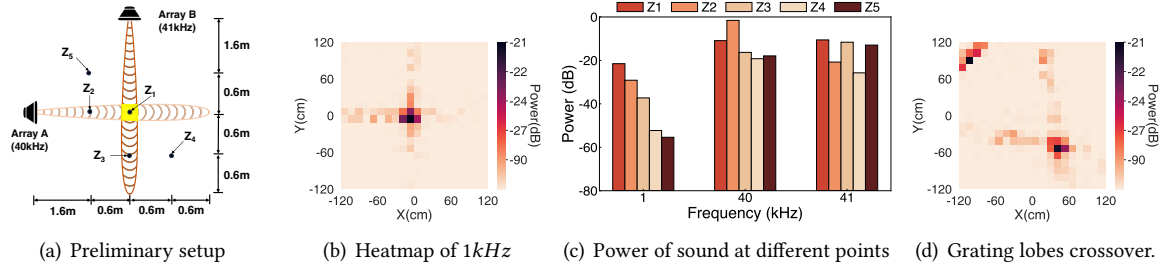 Array B
(41kHz)
1.6m
Z5
Z2
Z1
0.6m
Array A
(40kHz)
Z3
Z4
0.6m
0.6m
1.6m 0.6m 0.6m 0.6m
(a) Preliminary setup
120
60
0
-60
-120
Y(cm)
-120 -60 0 60 120
X(cm)
-21
-22
-24
-27
-90
Power(dB)
(b) Heatmap of 1kHz
Z1 Z2 Z3 Z4 Z5
0
-20
-40
-60
-80
Power (dB)
1 40 41
Frequency (kHz)
(c) Power of sound at different points
120
60
0
-60
-120
Y(cm)
-120 -60 0 60 120
X(cm)
-21
-22
-24
-27
-90
Power(dB)
(d) Grating lobes crossover.